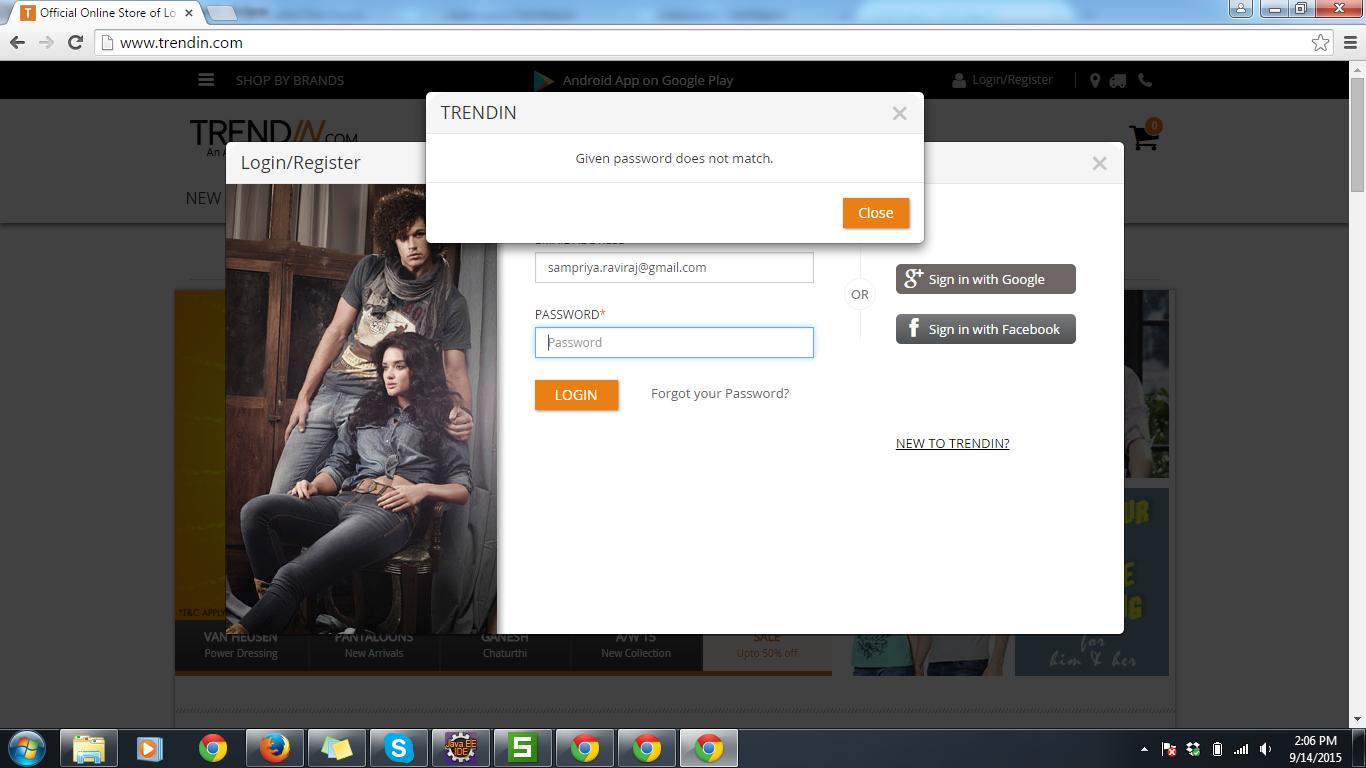 Official Online Store of Lo
www.trendin.com
SHOP BY BRANDS
Android App on Google Play
Login/Register
TRENDIN
TRENDIN.COM
An A
0
Given password does not match.
Close
Login/Register
NEW
sampriya.raviraj@gmail.com
PASSWORD*
Password
LOGIN
Forgot your Password?
OR
g+ Sign in with Google
f Sign in with Facebook
NEW TO TRENDIN?
*T&C APPLY
VAN HEUSEN
Power Dressing
PANTALOONS
New Arrivals
GANESH
Chaturthi
A/W 15
New Collection
SALE
Upto 50% off
for
him & her
Java EE
IDE
S
2:06 PM
9/14/2015